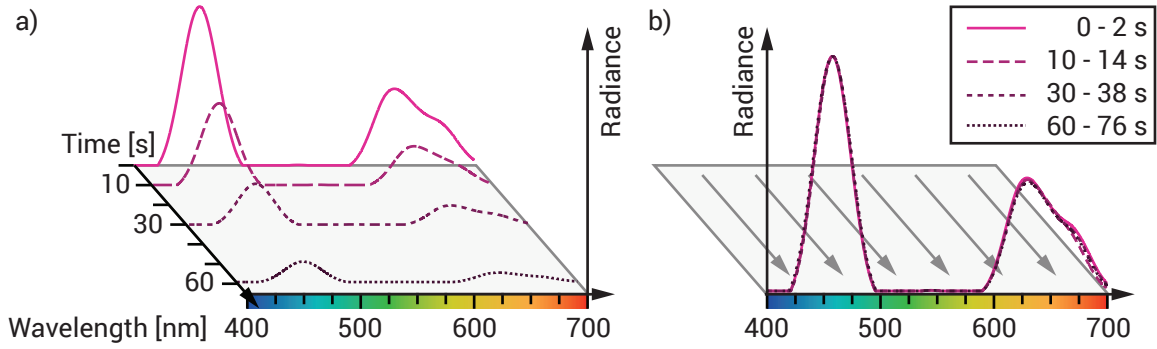 a)
Radiance
Time [s]
10
30
60
Wavelength [nm]
400
500
600
700
b)
Radiance
400
500
600
700
0 - 2 s
10 - 14 s
30 - 38 s
60 - 76 s